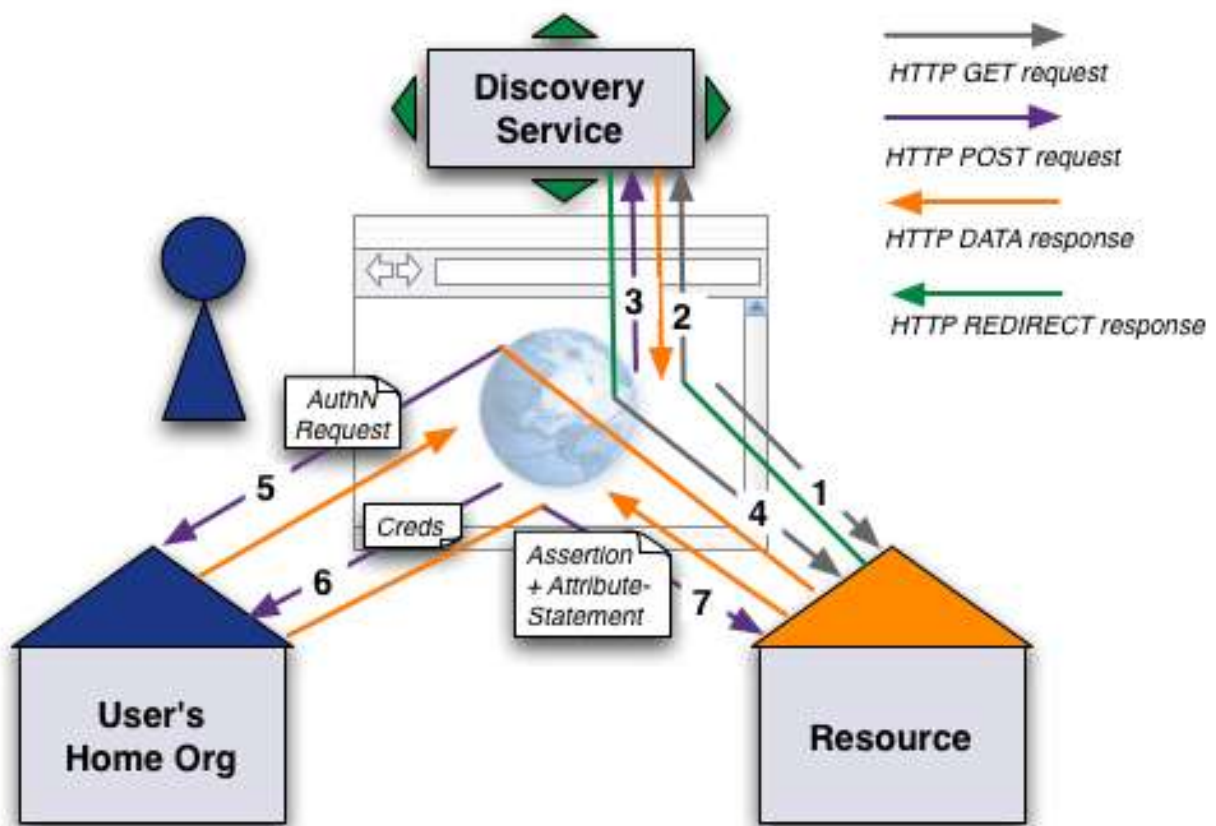 Discovery
Service
HTTP GET request
HTTP POST request
HTTP DATA response
HTTP REDIRECT response
3
2
AuthN
Request
5
4
1
Creds
6
Assertion
+ Attribute-
Statement
7
User's
Home Org
Resource